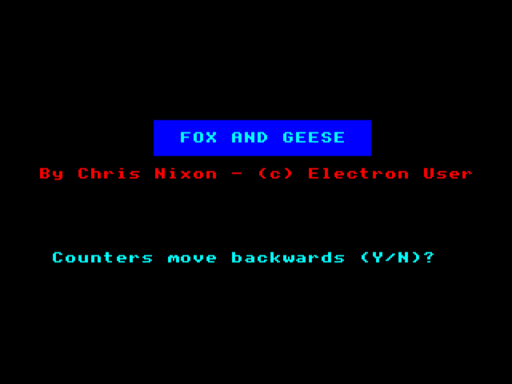 FOX AND GEESE
By Chris Nixon - (c) Electron User
Counters move backwards (Y/N)?